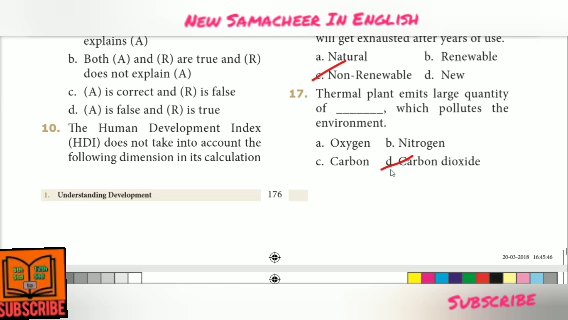 New Samacheer In English
explains (A)
b. Both (A) and (R) are true and (R)
does not explain (A)
c. (A) is correct and (R) is false
d. (A) is false and (R) is true
10. The Human Development Index
(HDI) does not take into account the
following dimension in its calculation
1. Understanding Development 176
will get exhausted after years of use.
a. Natural b. Renewable
c. Non-Renewable d. New
17. Thermal plant emits large quantity
of _______, which pollutes the
environment.
a. Oxygen b. Nitrogen
c. Carbon d. Carbon dioxide
20-03-2018 16:45:46
SUBSCRIBE
Subscribe